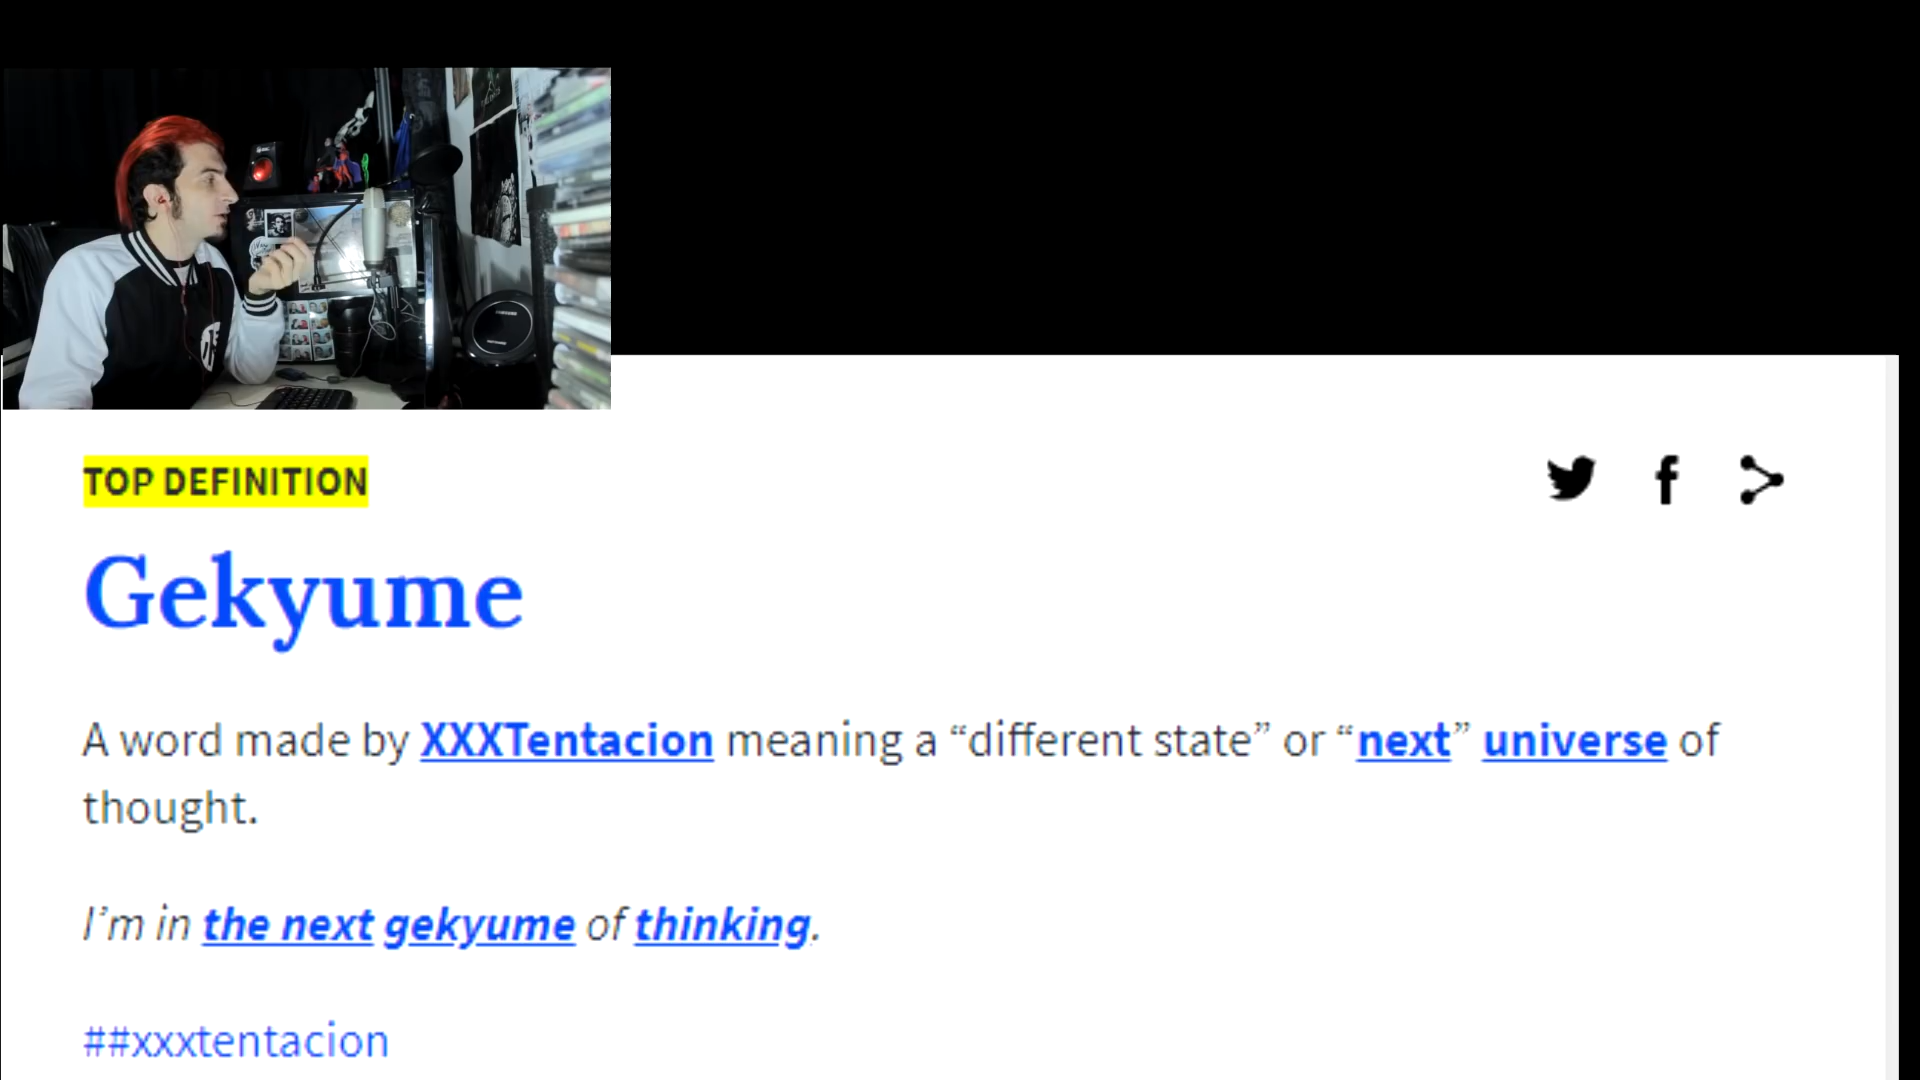 TOP DEFINITION
Gekyume
A word made by XXXTentacion meaning a “different state” or “next” universe of
thought.
I’m in the next gekyume of thinking.
##xxxtentacion